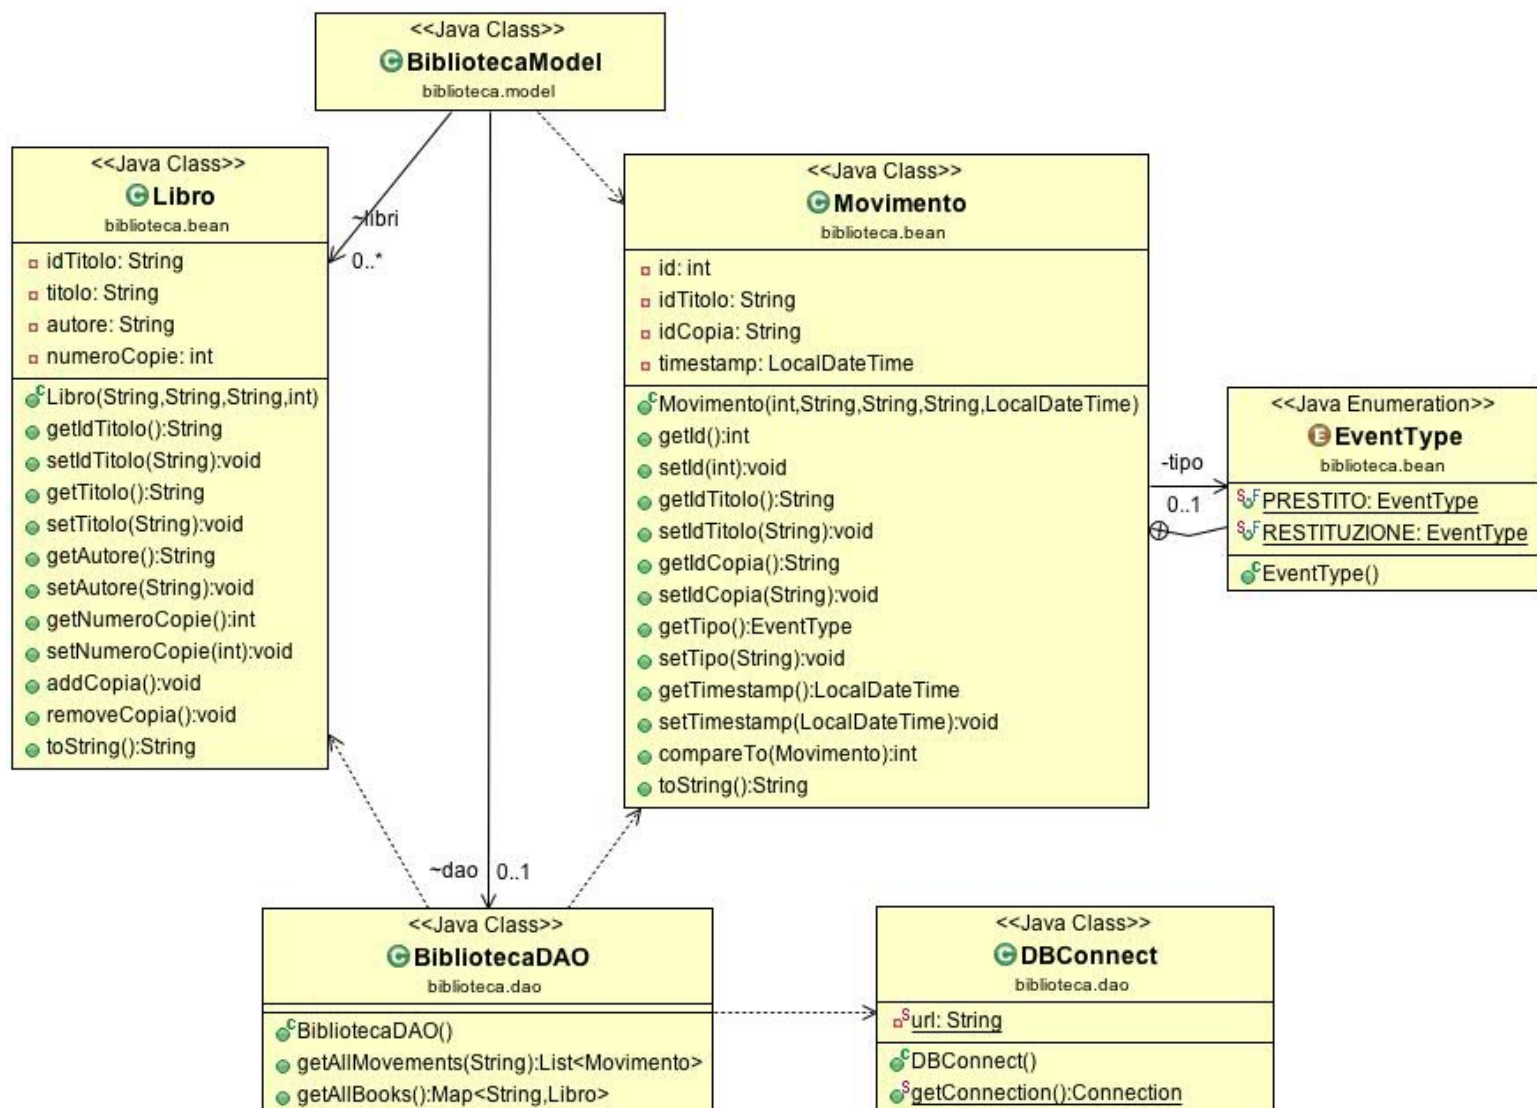 <<Java Class>>
BibliotecaModel
biblioteca.model
<<Java Class>>
Libro
biblioteca.bean
idTitolo: String
titolo: String
autore: String
numeroCopie: int
Libro(String,String,String,int)
getIdTitolo():String
setIdTitolo(String):void
getTitolo():String
setTitolo(String):void
getAutore():String
setAutore(String):void
getNumeroCopie():int
setNumeroCopie(int):void
addCopia():void
removeCopia():void
toString():String
~libri
0..*
<<Java Class>>
Movimento
biblioteca.bean
id: int
idTitolo: String
idCopia: String
timestamp: LocalDateTime
Movimento(int,String,String,String,LocalDateTime)
getId():int
setId(int):void
getIdTitolo():String
setIdTitolo(String):void
getIdCopia():String
setIdCopia(String):void
getTipo():EventType
setTipo(String):void
getTimestamp():LocalDateTime
setTimestamp(LocalDateTime):void
compareTo(Movimento):int
toString():String
-tipo
0..1
<<Java Enumeration>>
EventType
biblioteca.bean
PRESTITO: EventType
RESTITUZIONE: EventType
EventType()
~dao 0..1
<<Java Class>>
BibliotecaDAO
biblioteca.dao
BibliotecaDAO()
getAllMovements(String):List<Movimento>
getAllBooks():Map<String,Libro>
<<Java Class>>
DBConnect
biblioteca.dao
url: String
DBConnect()
getConnection():Connection